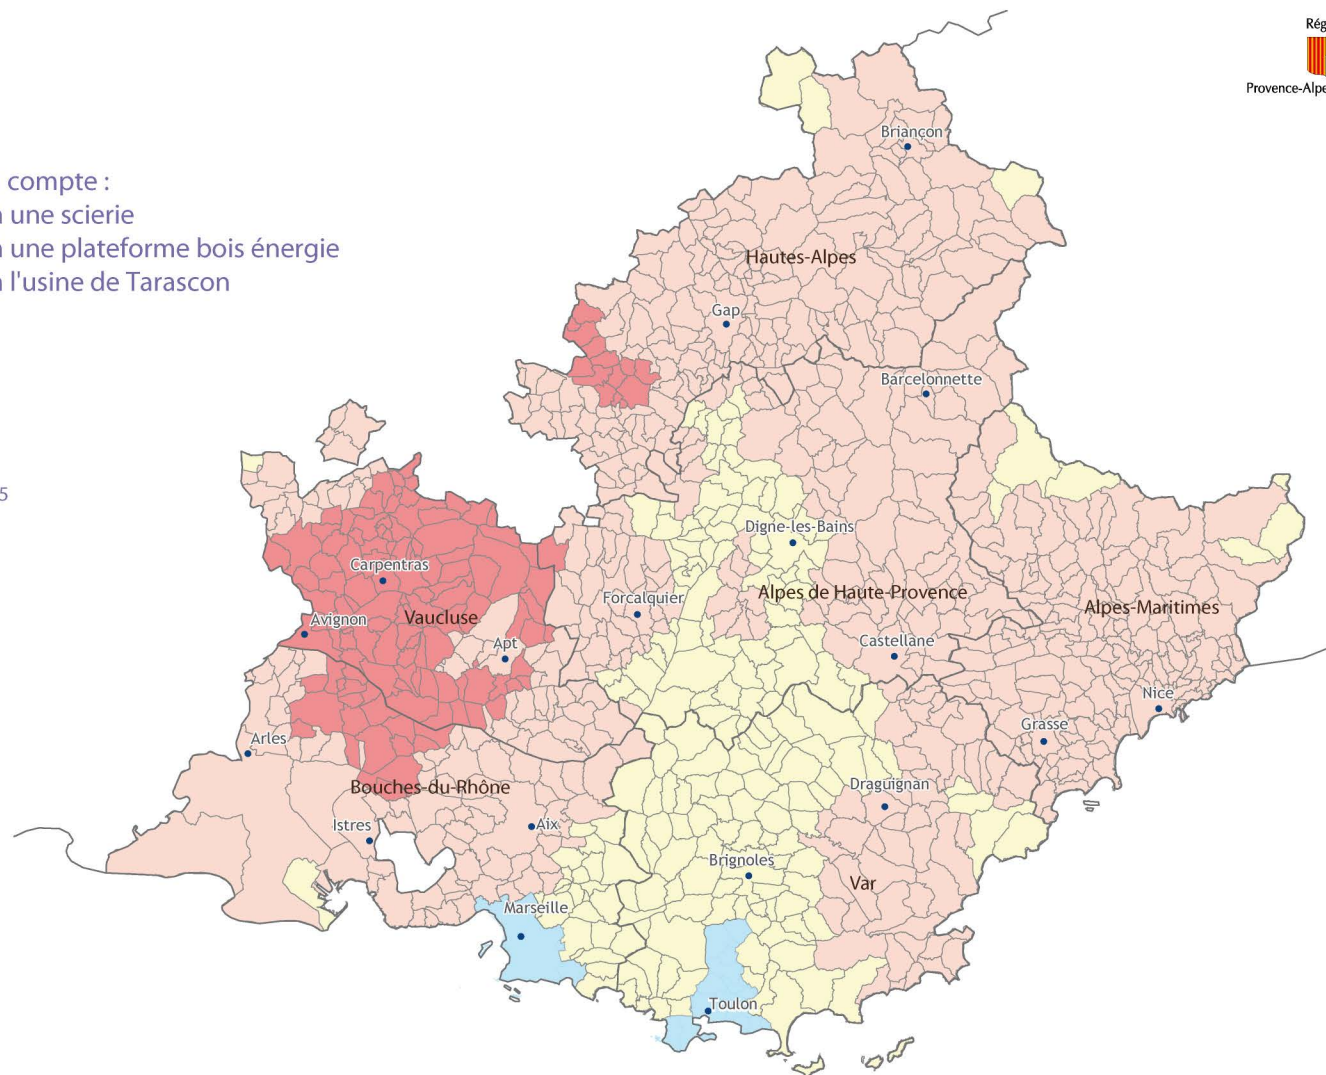 Rég
Provence-Alpe
compte :
une scierie
une plateforme bois énergie
l'usine de Tarascon
5
Briançon
Hautes-Alpes
Gap
Barcelonnette
Digne-les-Bains
Carpentras
Forcalquier
Alpes de Haute-Provence
Alpes-Maritimes
Avignon
Vaucluse
Apt
Castellane
Nice
Grasse
Arles
Draguignan
Bouches-du-Rhône
Istres
Aix
Brignoles
Var
Marseille
Toulon